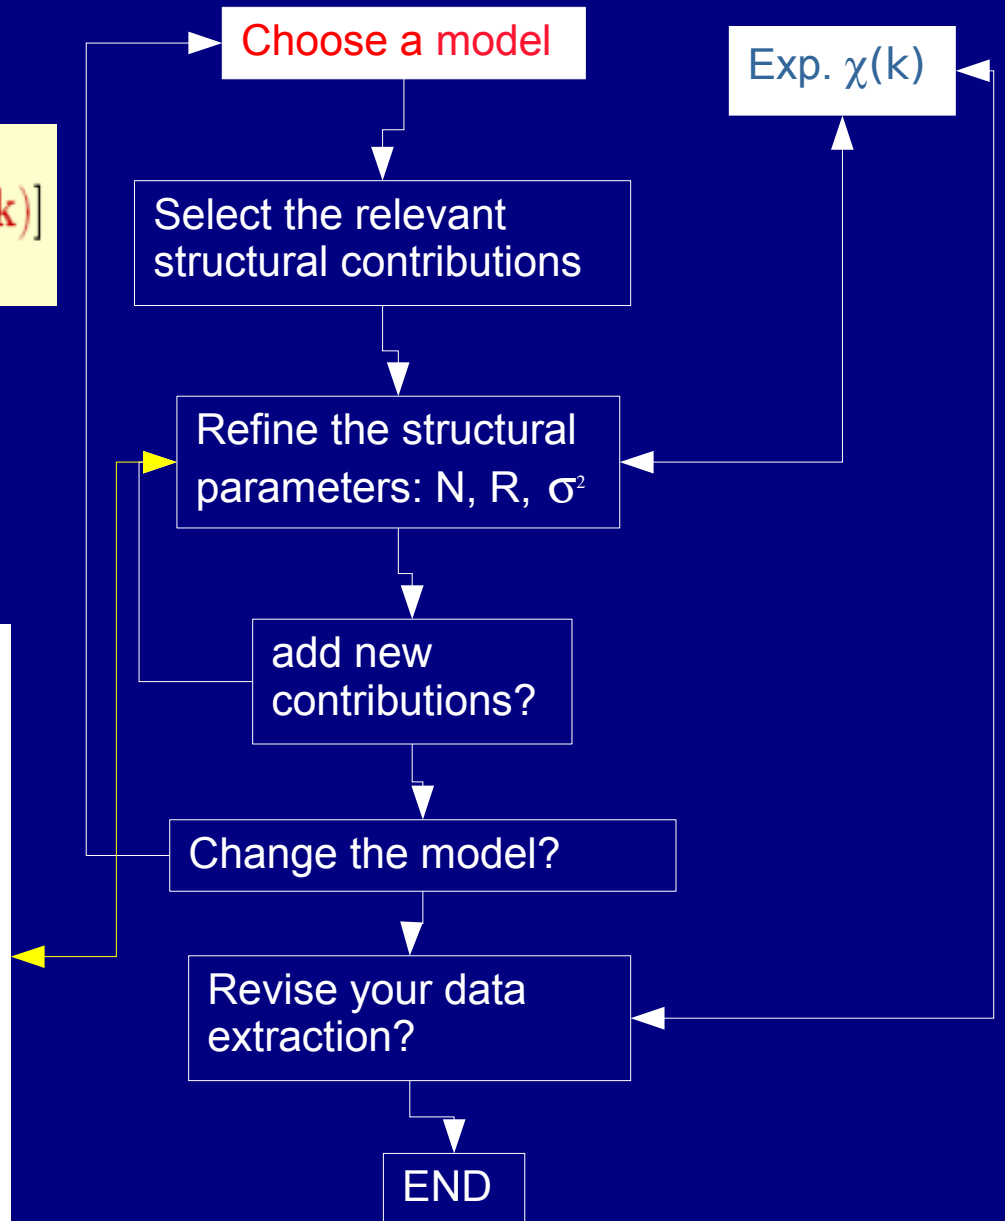 Choose a model
Exp. χ(k)
k)]
Select the relevant
structural contributions
Refine the structural
parameters: N, R, σ²
add new
contributions?
Change the model?
Revise your data
extraction?
END